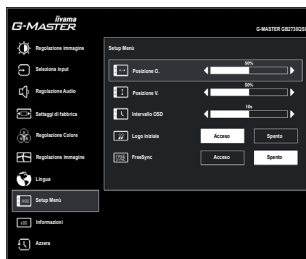 iiyama
G-MASTER
G-MASTER GB2730QSU
Regolazione immagine
Setup Menù
Selezione input
Posizione O.
50%
Regolazione Audio
Posizione V.
50%
Settaggi di fabbrica
Intervallo OSD
10s
Regolazione Colore
Logo iniziale
Acceso
Spento
Regolazione immagine
FreeSync
Acceso
Spento
Lingua
Setup Menù
Informazioni
Azzera